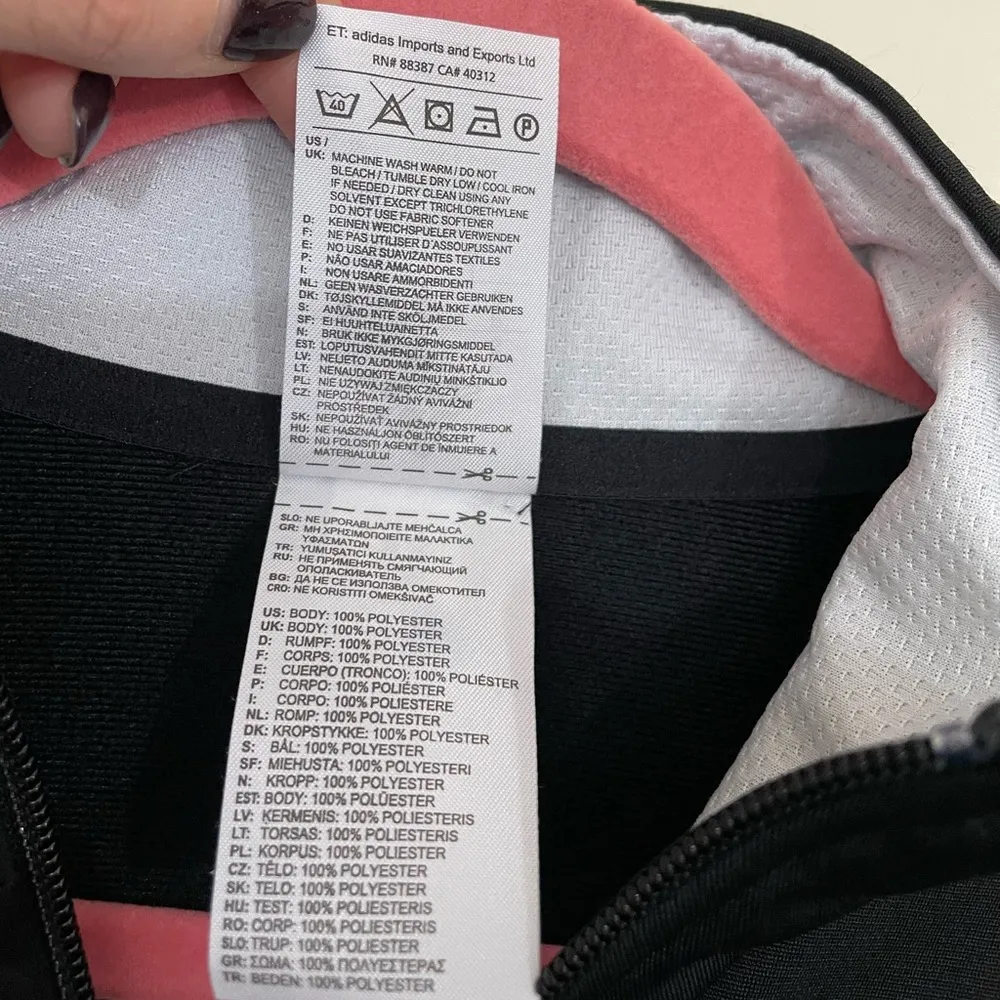 ET: adidas Imports and Exports Ltd
RN# 88387 CA# 40312
40 P
US /
UK: MACHINE WASH WARM / DO NOT
BLEACH / TUMBLE DRY LOW / COOL IRON
IF NEEDED / DRY CLEAN USING ANY
SOLVENT EXCEPT TRICHLORETHYLENE
DO NOT USE FABRIC SOFTENER
D: KEINEN WEICHSPUELER VERWENDEN
F: NE PAS UTILISER D'ASSOUPLISSANT
E: NO USAR SUAVIZANTES TEXTILES
P: NÃO USAR AMACIADORES
I: NON USARE AMMORBIDENTI
NL: GEEN WASVERZACHTER GEBRUIKEN
DK: TØJSKYLLEMIDDEL MÅ IKKE ANVENDES
S: ANVÄND INTE SKÖLJMEDEL
SF: EI HUUHTELUAINETTA
N: BRUK IKKE MYKGJØRINGSMIDDEL
EST: LOPUTUSVAHENDIT MITTE KASUTADA
LV: NELIETO AUDUMA MĪKSTINĀTĀJU
LT: NENAUDOKITE AUDINIŲ MINKŠTIKLIO
PL: NIE UŻYWAJ ZMIĘKCZACZY
CZ: NEPOUŽÍVAT ŽÁDNÝ AVIVÁŽNÍ
PROSTŘEDEK
SK: NEPOUŽÍVAŤ AVIVÁŽNY PROSTRIEDOK
HU: NE HASZNÁLJON ÖBLÍTŐSZERT
RO: NU FOLOSIȚI AGENT DE ÎNMUIERE A
MATERIALULUI
SLO: NE UPORABLJAJTE MEHČALCA
GR: ΜΗ ΧΡΗΣΙΜΟΠΟΙΕΙΤΕ ΜΑΛΑΚΤΙΚΑ
ΥΦΑΣΜΑΤΩΝ
TR: YUMUŞATICI KULLANMAYINIZ
RU: НЕ ПРИМЕНЯТЬ СМЯГЧАЮЩИЙ
ОПОЛАСКИВАТЕЛЬ
BG: ДА НЕ СЕ ИЗПОЛЗВА ОМЕКОТИТЕЛ
CRO: NE KORISTITI OMEKŠIVAČ
US: BODY: 100% POLYESTER
UK: BODY: 100% POLYESTER
D: RUMPF: 100% POLYESTER
F: CORPS: 100% POLYESTER
E: CUERPO (TRONCO): 100% POLIÉSTER
P: CORPO: 100% POLIÉSTER
I: CORPO: 100% POLIESTERE
NL: ROMP: 100% POLYESTER
DK: KROPSTYKKE: 100% POLYESTER
S: BÅL: 100% POLYESTER
SF: MIEHUSTA: 100% POLYESTERI
N: KROPP: 100% POLYESTER
EST: BODY: 100% POLÜESTER
LV: ĶERMENIS: 100% POLIESTERIS
LT: TORSAS: 100% POLIESTERIS
PL: KORPUS: 100% POLYESTER
CZ: TĚLO: 100% POLYESTER
SK: TELO: 100% POLYESTER
HU: TEST: 100% POLIESTERIS
RO: CORP: 100% POLIESTERIS
SLO: TRUP: 100% POLYESTER
GR: ΣΩΜΑ: 100% ΠΟΛΥΕΣΤΕΡΑΣ
TR: BEDEN: 100% POLYESTER